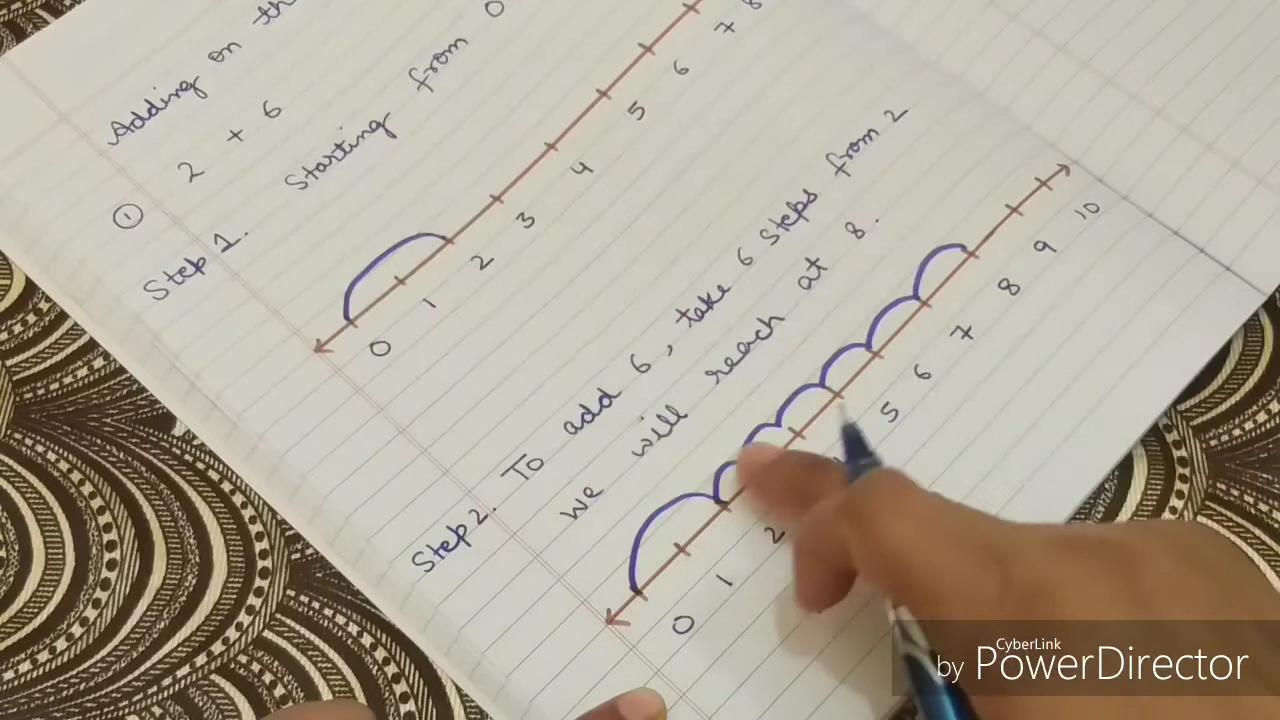 Adding on th
① 2 + 6
Step 1. Starting from 0
0 1 2 3 4 5 6 7 8
Step 2. To add 6, take 6 steps from 2
we will reach at 8.
0 1 2 5 6 7 8 9 10
CyberLink
by PowerDirector